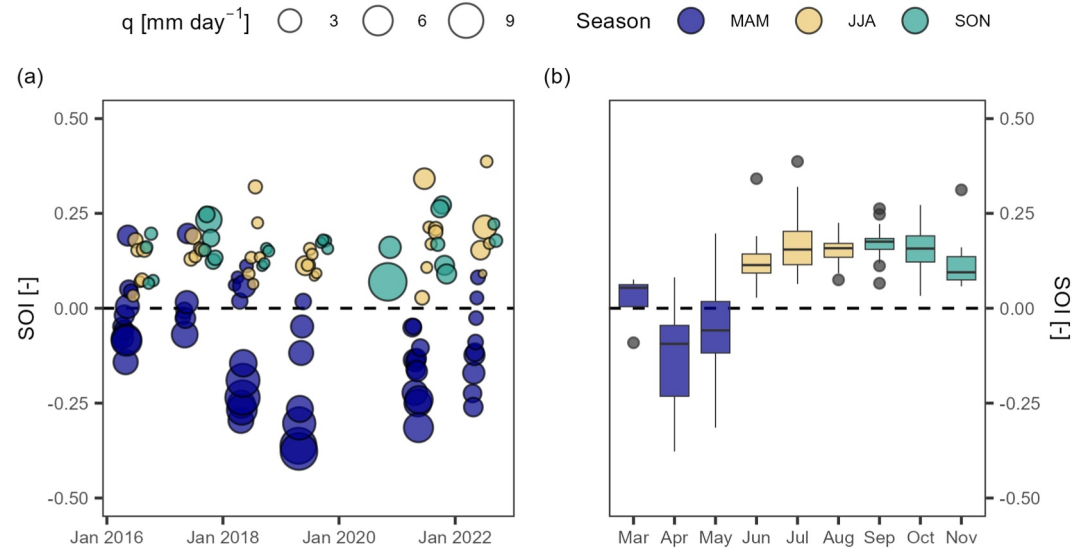 q [mm day⁻¹] 3 6 9 Season MAM JJA SON
(a) (b)
0.50 0.50
0.25 0.25
SOI [-] 0.00 0.00 SOI [-]
-0.25 -0.25
-0.50 -0.50
Jan 2016 Jan 2018 Jan 2020 Jan 2022 Mar Apr May Jun Jul Aug Sep Oct Nov